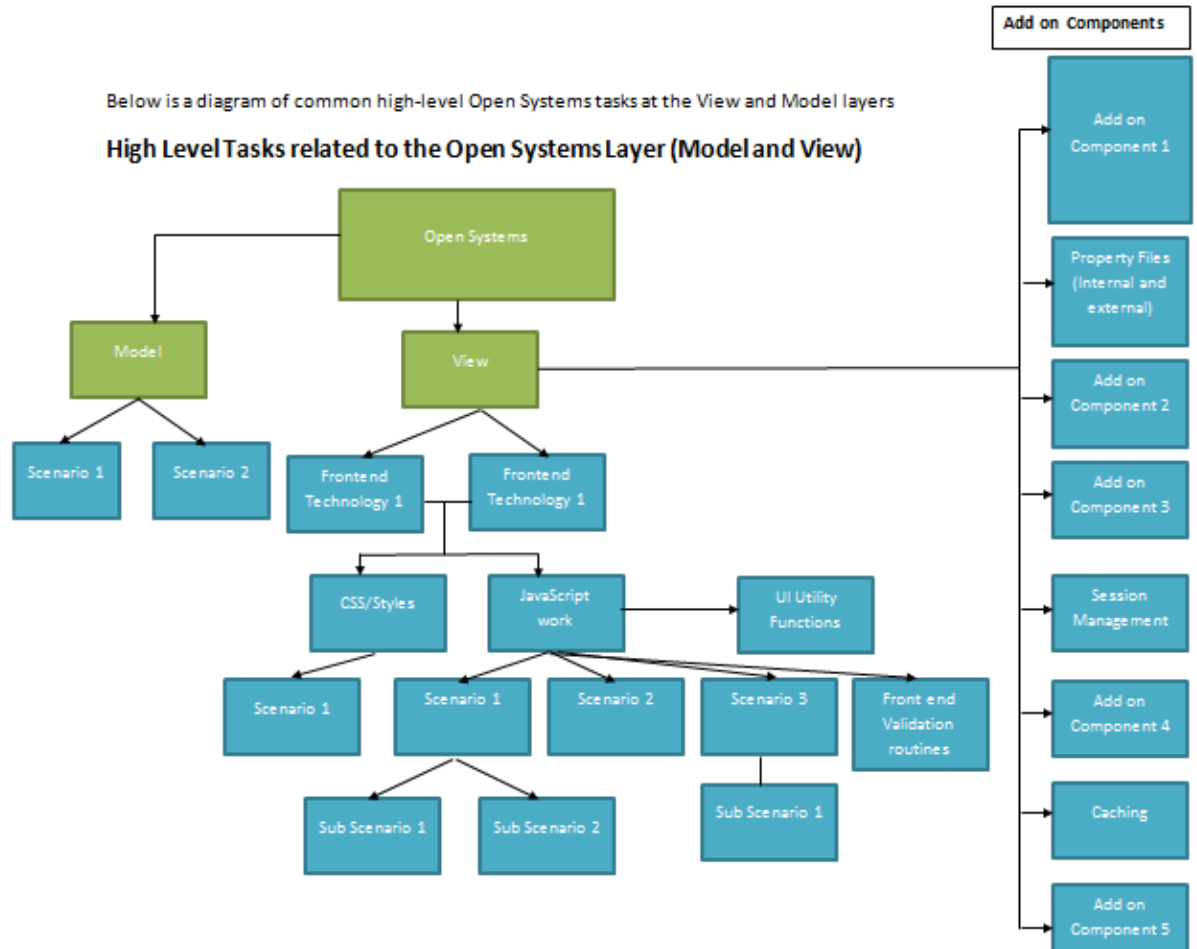 Add on Components
Below is a diagram of common high-level Open Systems tasks at the View and Model layers
High Level Tasks related to the Open Systems Layer (Model and View)
Open Systems
Model
View
Scenario 1
Scenario 2
Frontend
Technology 1
Frontend
Technology 1
CSS/Styles
JavaScript
work
UI Utility
Functions
Scenario 1
Scenario 1
Scenario 2
Scenario 3
Front end
Validation
routines
Sub Scenario 1
Sub Scenario 2
Sub Scenario 1
Add on
Component 1
Property Files
(Internal and
external)
Add on
Component 2
Add on
Component 3
Session
Management
Add on
Component 4
Caching
Add on
Component 5